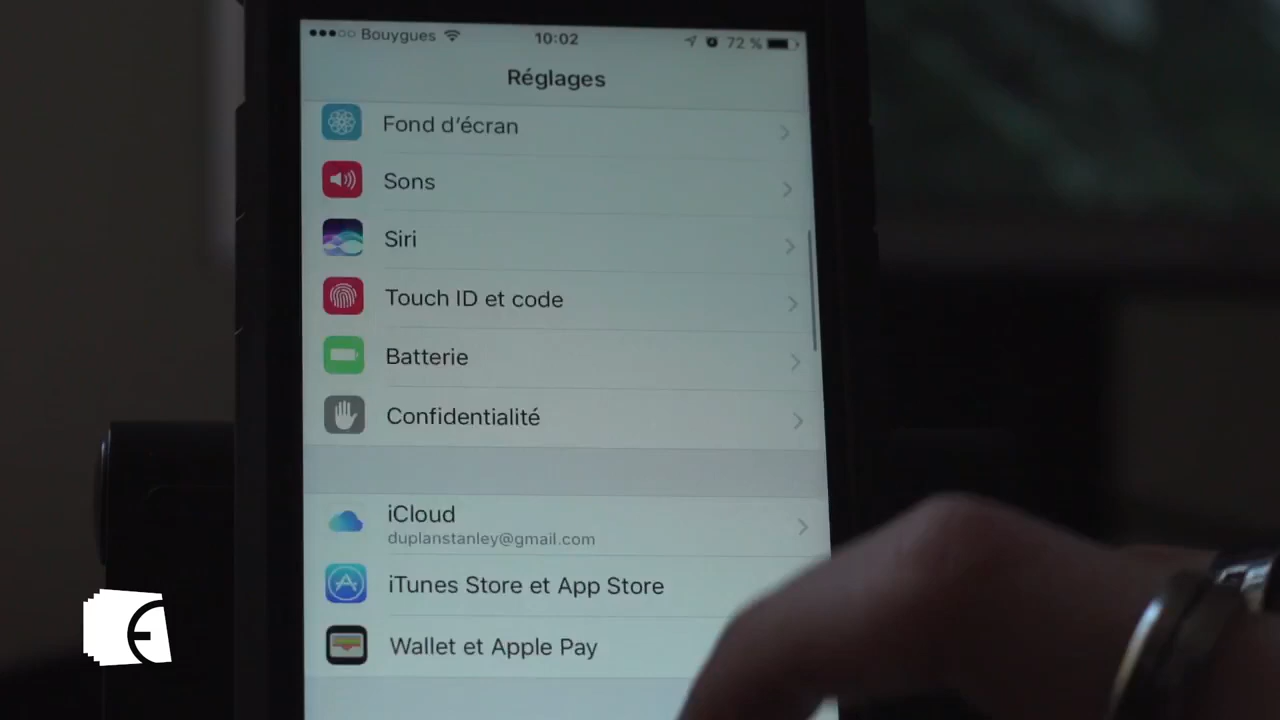 Bouygues 10:02 72 %
Réglages
Fond d'écran
Sons
Siri
Touch ID et code
Batterie
Confidentialité
iCloud
duplanstanley@gmail.com
iTunes Store et App Store
Wallet et Apple Pay
E